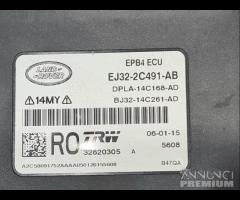 LAND-
ROVER
EPB4 ECU
EJ32-2C491-AB
DPLA-14C168-AD
BJ32-14C261-AD
14MY
RO TRW
32620305 A
06-01-15
5608
B47QA
ANNUNCI
PREMIUM